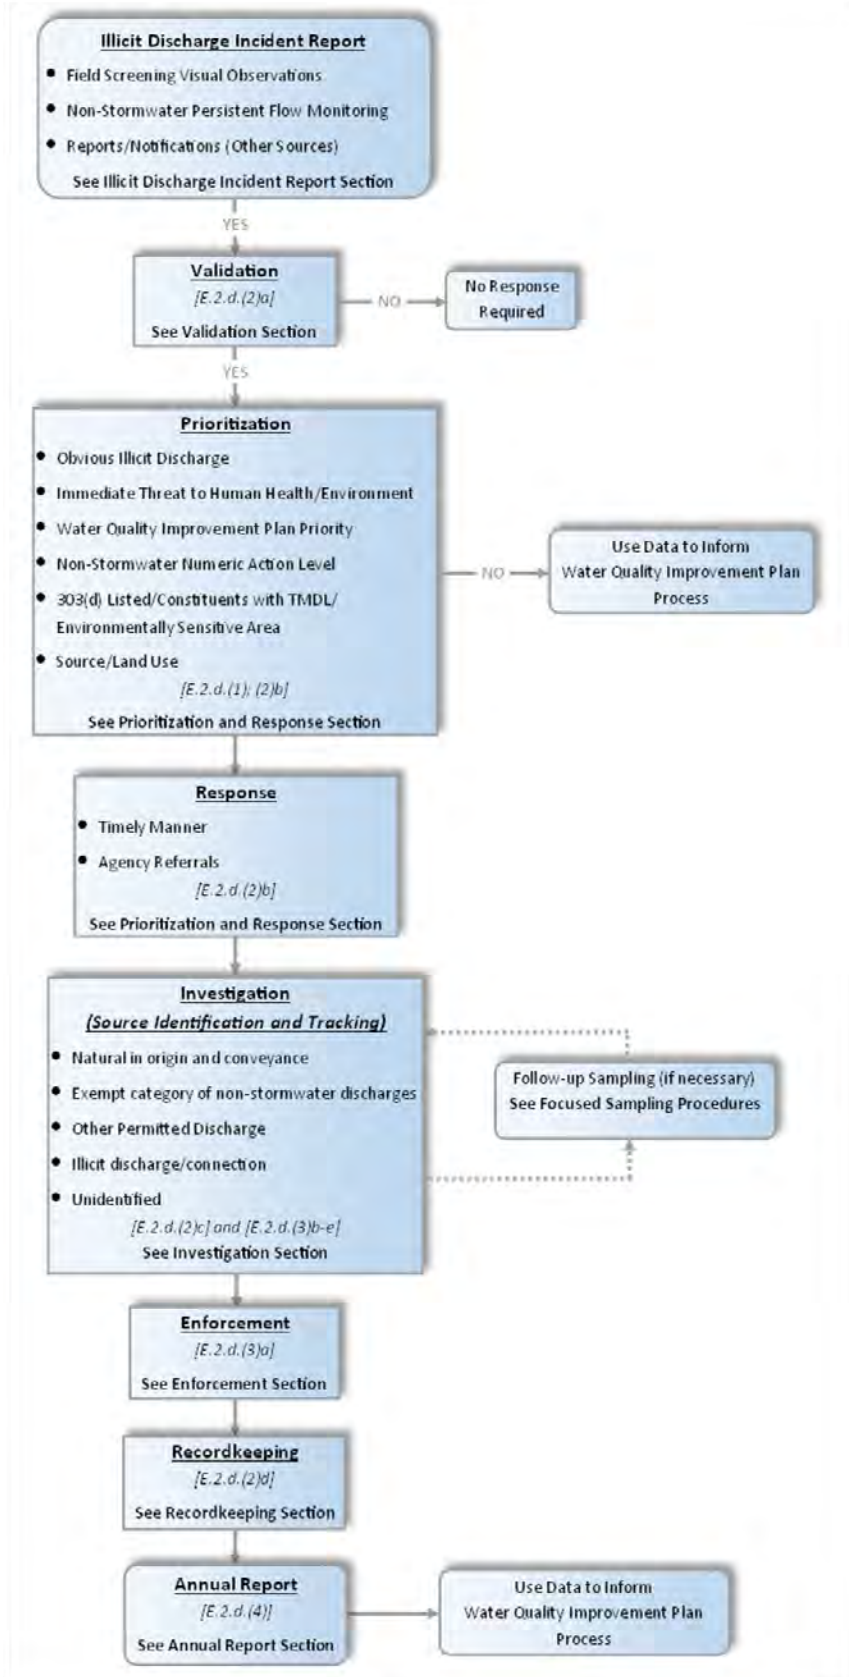 Illicit Discharge Incident Report
• Field Screening Visual Observations
• Non-Stormwater Persistent Flow Monitoring
• Reports/Notifications (Other Sources)
See Illicit Discharge Incident Report Section
YES
Validation
[E.2.d.(2)a]
See Validation Section
NO
No Response
Required
YES
Prioritization
• Obvious Illicit Discharge
• Immediate Threat to Human Health/Environment
• Water Quality Improvement Plan Priority
• Non-Stormwater Numeric Action Level
• 303(d) Listed/Constituents with TMDL/
Environmentally Sensitive Area
• Source/Land Use
[E.2.d.(1); (2)b]
See Prioritization and Response Section
NO
Use Data to Inform
Water Quality Improvement Plan
Process
Response
• Timely Manner
• Agency Referrals
[E.2.d.(2)b]
See Prioritization and Response Section
Investigation
(Source Identification and Tracking)
• Natural in origin and conveyance
• Exempt category of non-stormwater discharges
• Other Permitted Discharge
• Illicit discharge/connection
• Unidentified
[E.2.d.(2)c] and [E.2.d.(3)b-e]
See Investigation Section
Follow-up Sampling (if necessary)
See Focused Sampling Procedures
Enforcement
[E.2.d.(3)a]
See Enforcement Section
Recordkeeping
[E.2.d.(2)d]
See Recordkeeping Section
Annual Report
[E.2.d.(4)]
See Annual Report Section
Use Data to Inform
Water Quality Improvement Plan
Process